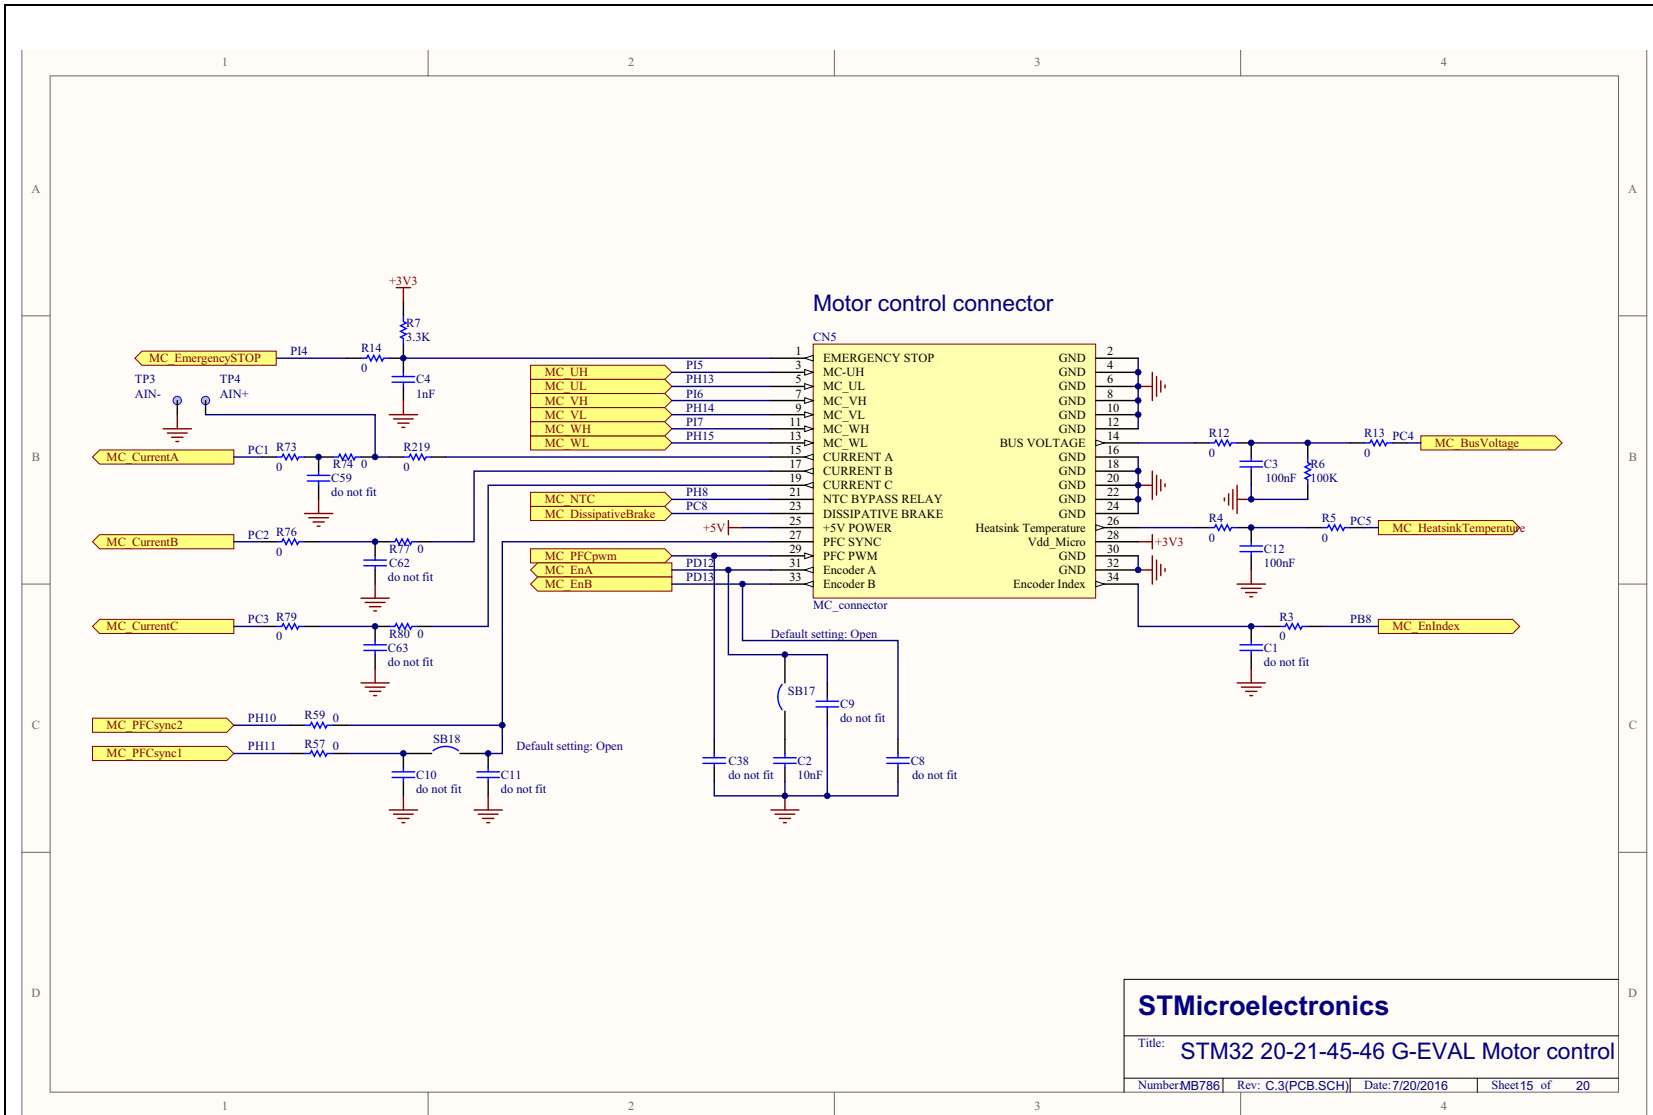 1 2 3 4
A A
+3V3
Motor control connector
R7
3.3K
CN5
MC_EmergencySTOP PI4 R14
0
C4
1nF
TP3
AIN-
TP4
AIN+
1 EMERGENCY STOP GND 2
MC_UH PI5 3 MC-UH GND 4
MC_UL PH13 5 MC_UL GND 6
MC_VH PI6 7 MC_VH GND 8
MC_VL PH14 9 MC_VL GND 10
MC_WH PI7 11 MC_WH GND 12
MC_WL PH15 13 MC_WL BUS VOLTAGE 14
R12
0
C3
100nF
R6
100K
R13
0
PC4 MC_BusVoltage
B B
MC_CurrentA PC1 R73
0
R74 0
R219
0
C59
do not fit
15 CURRENT A GND 16
17 CURRENT B GND 18
19 CURRENT C GND 20
MC_NTC PH8 21 NTC BYPASS RELAY GND 22
MC_DissipativeBrake PC8 23 DISSIPATIVE BRAKE GND 24
+5V 25 +5V POWER Heatsink Temperature 26
R4
0
C12
100nF
R5
0
PC5 MC_HeatsinkTemperature
27 PFC SYNC Vdd_Micro 28 +3V3
MC_PFCpwm 29 PFC PWM GND 30
MC_EnA PD12 31 Encoder A GND 32
MC_EnB PD13 33 Encoder B Encoder Index 34
MC_connector
MC_CurrentB PC2 R76
0
R77 0
C62
do not fit
MC_CurrentC PC3 R79
0
R80 0
C63
do not fit
Default setting: Open
R3
0
PB8 MC_EnIndex
C1
do not fit
SB17
C9
do not fit
C C
MC_PFCsync2 PH10 R59 0
MC_PFCsync1 PH11 R57 0
SB18
Default setting: Open
C10
do not fit
C11
do not fit
C38
do not fit
C2
10nF
C8
do not fit
D D
STMicroelectronics
Title: STM32 20-21-45-46 G-EVAL Motor control
Number:MB786 Rev: C.3(PCB.SCH) Date:7/20/2016 Sheet15 of 20
1 2 3 4